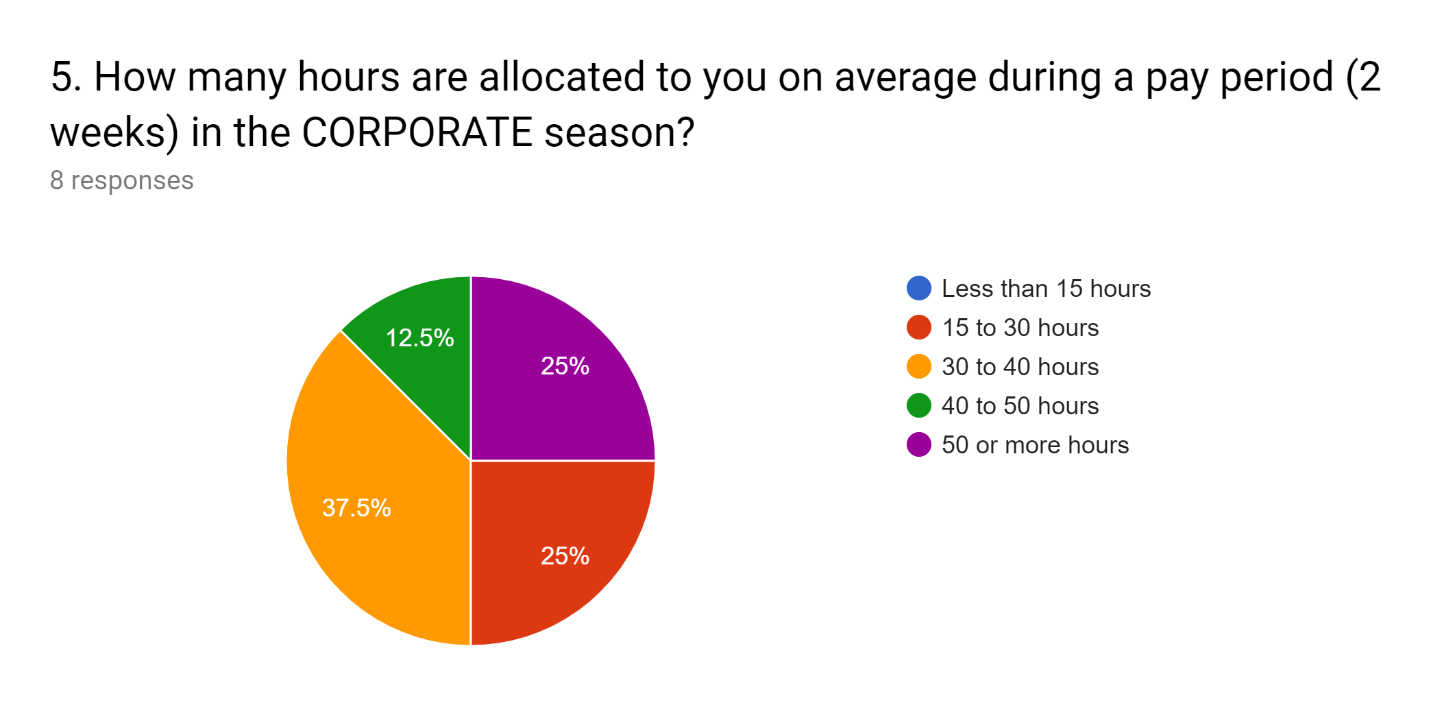 5. How many hours are allocated to you on average during a pay period (2
weeks) in the CORPORATE season?
8 responses
12.5%
25%
37.5%
25%
Less than 15 hours
15 to 30 hours
30 to 40 hours
40 to 50 hours
50 or more hours